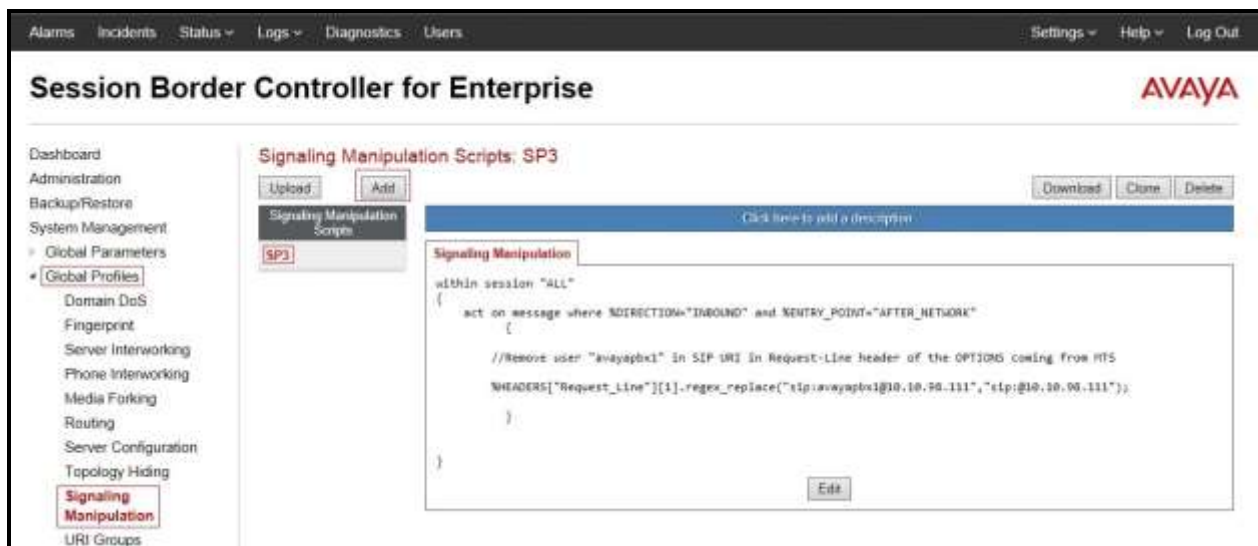 Alarms Incidents Status Logs Diagnostics Users Settings Help Log Out
Session Border Controller for Enterprise
AVAYA
Dashboard
Administration
Backup/Restore
System Management
Global Parameters
Global Profiles
Domain DoS
Fingerprint
Server Interworking
Phone Interworking
Media Forking
Routing
Server Configuration
Topology Hiding
Signaling
Manipulation
URI Groups
Signaling Manipulation Scripts: SP3
Upload Add Download Clone Delete
Signaling Manipulation
Scripts
SP3
Click here to add a description
Signaling Manipulation
within session "ALL"
{
act on message where %DIRECTION="INBOUND" and %ENTRY_POINT="AFTER_NETWORK"
{
//Remove user "avayapbx1" in SIP URI in Request-Line header of the OPTIONS coming from MTS
%HEADERS["Request_Line"][1].regex_replace("sip:avayapbx1@10.10.98.111","sip:@10.10.98.111");
}
}
Edit